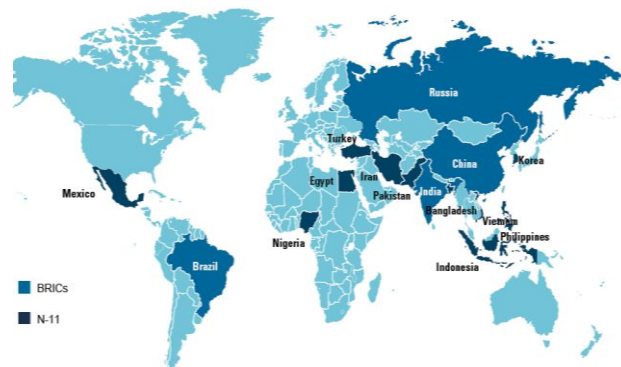 Russia
Turkey
China
Korea
Iran
Egypt
Mexico
Pakistan
India
Bangladesh
Vietnam
Philippines
Nigeria
Brazil
Indonesia
BRICs
N-11